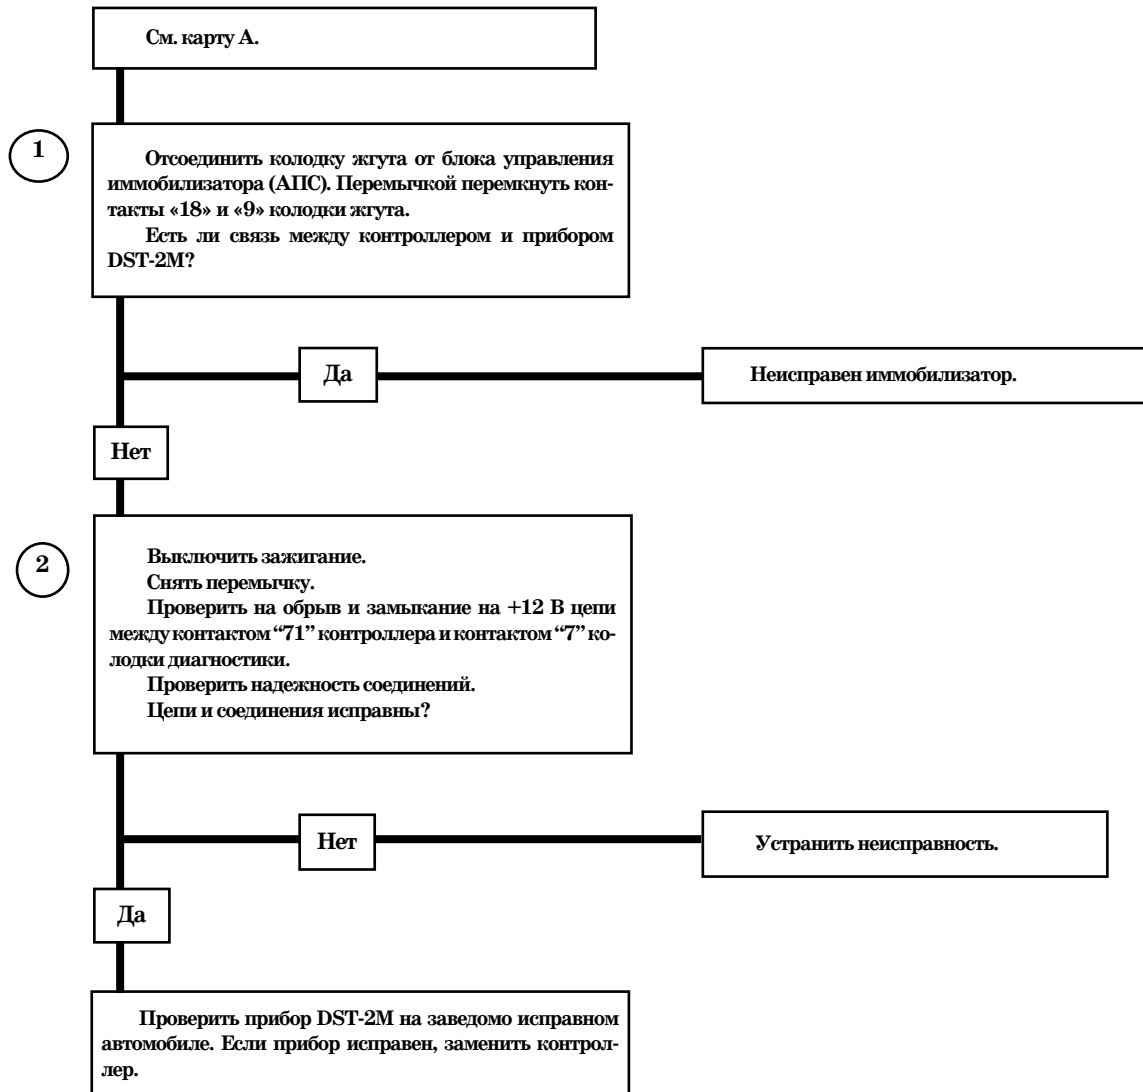 См. карту А.
1
Отсоединить колодку жгута от блока управления
иммобилизатора (АПС). Перемычкой перемкнуть кон-
такты «18» и «9» колодки жгута.
Есть ли связь между контроллером и прибором
DST-2M?
Да
Неисправен иммобилизатор.
Нет
2
Выключить зажигание.
Снять перемычку.
Проверить на обрыв и замыкание на +12 В цепи
между контактом “71” контроллера и контактом “7” ко-
лодки диагностики.
Проверить надежность соединений.
Цепи и соединения исправны?
Нет
Устранить неисправность.
Да
Проверить прибор DST-2M на заведомо исправном
автомобиле. Если прибор исправен, заменить контрол-
лер.